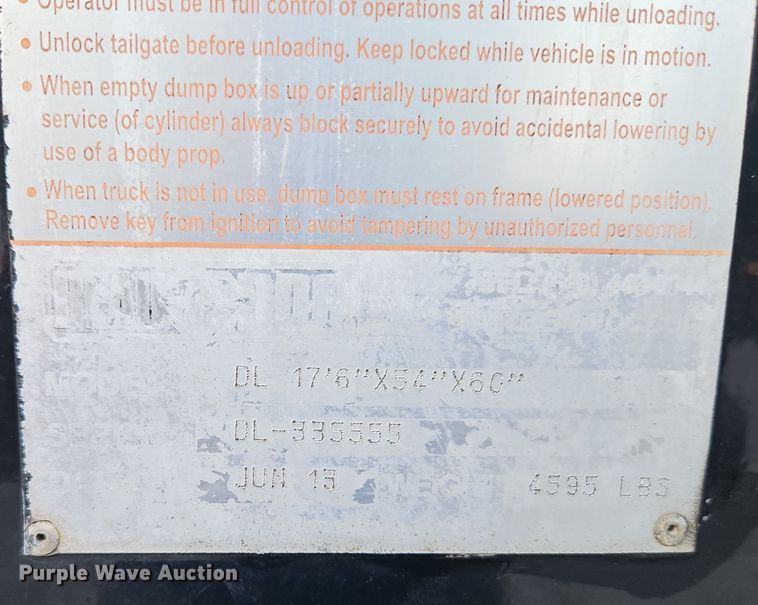 • Operator must be in full control of operations at all times while unloading.
• Unlock tailgate before unloading. Keep locked while vehicle is in motion.
• When empty dump box is up or partially upward for maintenance or
service (of cylinder) always block securely to avoid accidental lowering by
use of a body prop.
• When truck is not in use, dump box must rest on frame (lowered position).
Remove key from ignition to avoid tampering by unauthorized personnel.
DL 17'6"X54"X60"
DL-335555
JUN 13 WEIGHT 4595 LBS
Purple Wave Auction